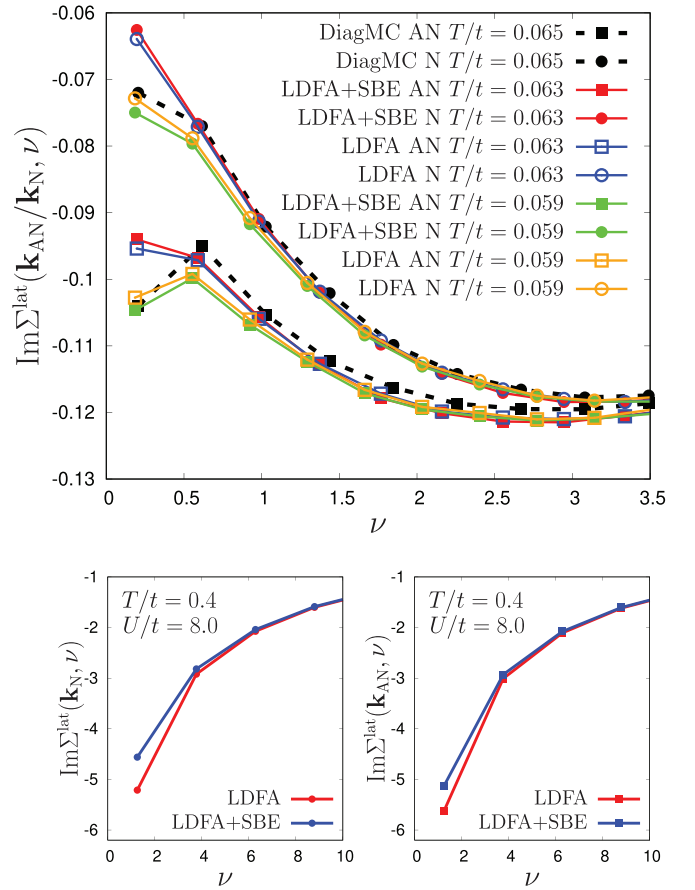 -0.06
-0.07
-0.08
-0.09
-0.1
-0.11
-0.12
-0.13
ImΣ^lat(k_AN/k_N, ν)
DiagMC AN T/t = 0.065
DiagMC N T/t = 0.065
LDFA+SBE AN T/t = 0.063
LDFA+SBE N T/t = 0.063
LDFA AN T/t = 0.063
LDFA N T/t = 0.063
LDFA+SBE AN T/t = 0.059
LDFA+SBE N T/t = 0.059
LDFA AN T/t = 0.059
LDFA N T/t = 0.059
0 0.5 1 1.5 2 2.5 3 3.5
ν
-1
-2
-3
-4
-5
-6
ImΣ^lat(k_N, ν)
T/t = 0.4
U/t = 8.0
LDFA
LDFA+SBE
0 2 4 6 8 10
ν
-1
-2
-3
-4
-5
-6
ImΣ^lat(k_AN, ν)
T/t = 0.4
U/t = 8.0
LDFA
LDFA+SBE
0 2 4 6 8 10
ν